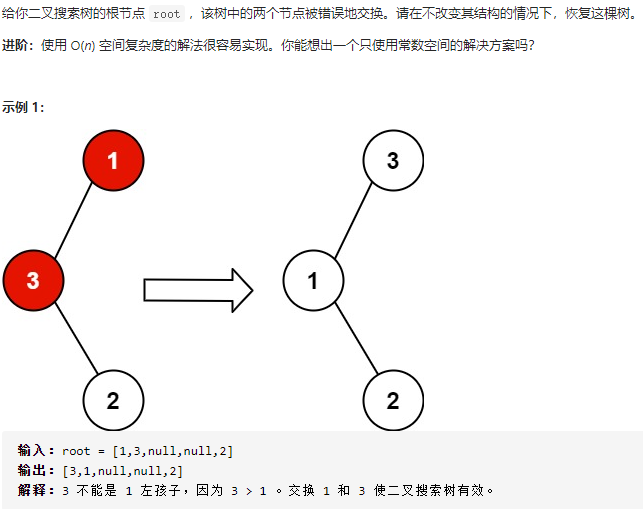 给你二叉搜索树的根节点 root ，该树中的两个节点被错误地交换。请在不改变其结构的情况下，恢复这棵树。
进阶：使用 O(n) 空间复杂度的解法很容易实现。你能想出一个只使用常数空间的解决方案吗？
示例 1：
1
3
3
1
2
2
输入：root = [1,3,null,null,2]
输出：[3,1,null,null,2]
解释：3 不能是 1 左孩子，因为 3 > 1 。交换 1 和 3 使二叉搜索树有效。